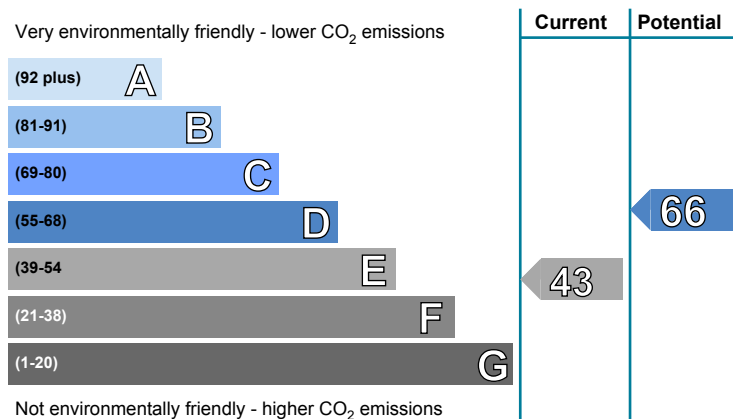 Very environmentally friendly - lower CO2 emissions
Current
Potential
(92 plus) A
(81-91) B
(69-80) C
(55-68) D
66
(39-54 E
43
(21-38) F
(1-20) G
Not environmentally friendly - higher CO2 emissions